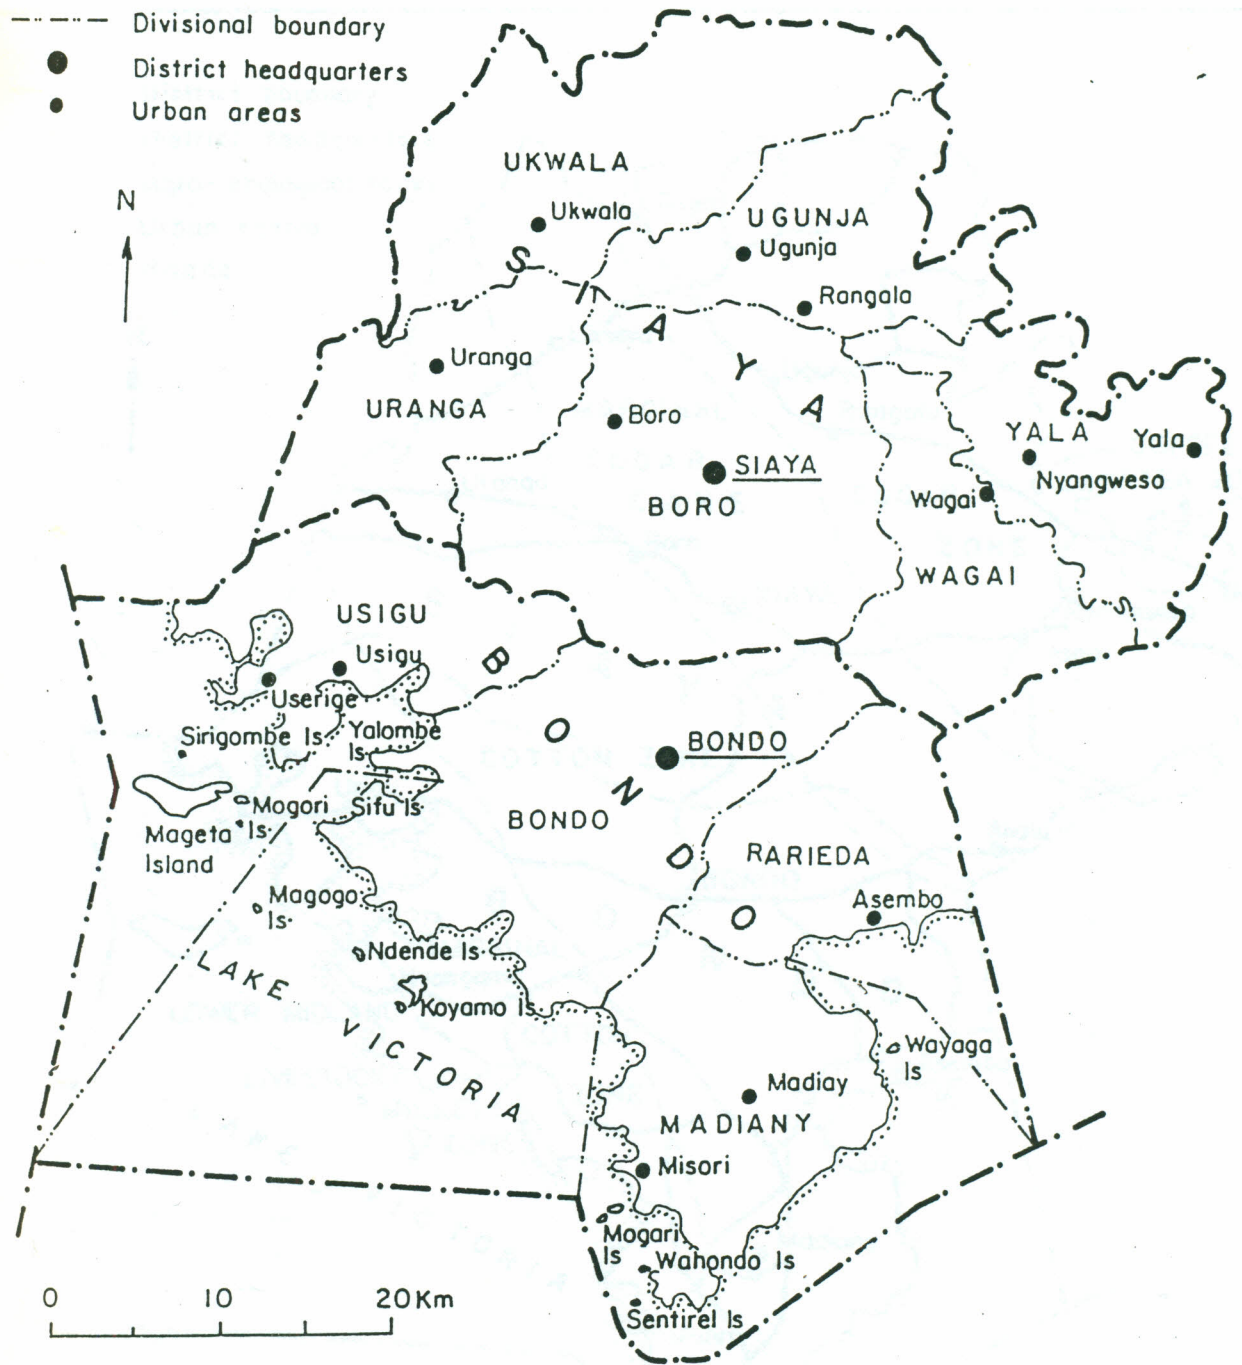 Divisional boundary
District headquarters
Urban areas
N
UKWALA
Ukwala
UGUNJA
Ugunja
Rangala
S I A Y A
Uranga
URANGA
Boro
SIAYA
BORO
YALA
Yala
Nyangweso
Wagai
WAGAI
USIGU
Usigu
Userige
Sirigombe Is
Yalombe
Is
B O N D O
BONDO
Mogori
Is
Sifu Is
BONDO
Mageta
Island
RARIEDA
Asembo
Magogo
Is
Ndende Is
LAKE VICTORIA
Koyamo Is
Wayaga
Is
Madiay
MADIANY
Misori
Mogari
Is
Wahondo Is
Sentirel Is
0 10 20Km